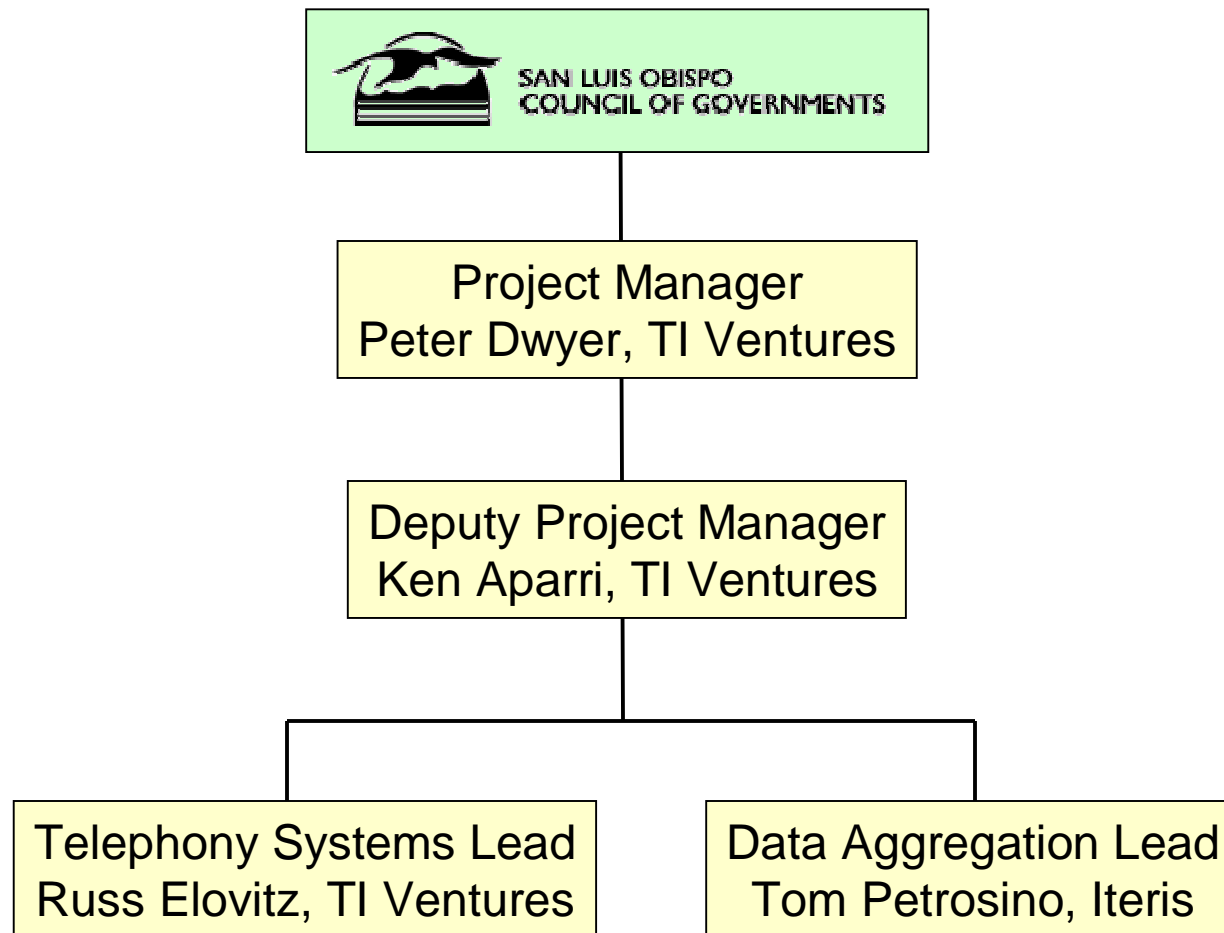 SAN LUIS OBISPO
COUNCIL OF GOVERNMENTS
Project Manager
Peter Dwyer, TI Ventures
Deputy Project Manager
Ken Aparri, TI Ventures
Telephony Systems Lead
Russ Elovitz, TI Ventures
Data Aggregation Lead
Tom Petrosino, Iteris